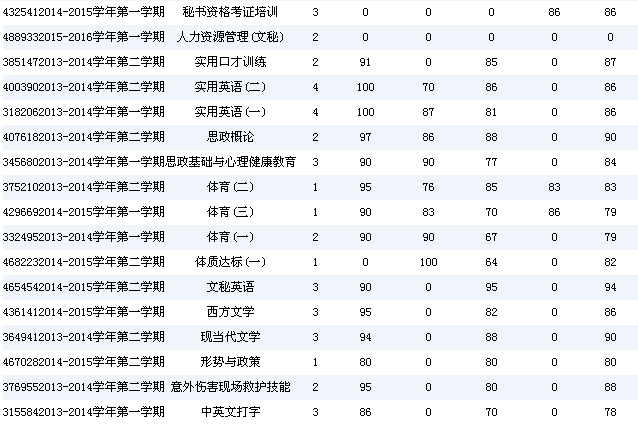 4325412014-2015学年第一学期 秘书资格考证培训 3 0 0 0 86 86
4889332015-2016学年第一学期 人力资源管理(文秘) 2 0 0 0 0 0
3851472013-2014学年第二学期 实用口才训练 2 91 0 85 0 87
4003902013-2014学年第二学期 实用英语(二) 4 100 70 86 0 86
3182062013-2014学年第一学期 实用英语(一) 4 100 87 81 0 86
4076182013-2014学年第二学期 思政概论 2 97 86 88 0 90
3456802013-2014学年第一学期 思政基础与心理健康教育 3 90 90 77 0 84
3752102013-2014学年第二学期 体育(二) 1 95 76 85 83 83
4296692014-2015学年第一学期 体育(三) 1 90 83 70 86 79
3324952013-2014学年第一学期 体育(一) 2 90 90 67 0 79
4682232014-2015学年第二学期 体质达标(一) 1 0 100 64 0 82
4654542014-2015学年第二学期 文秘英语 3 90 0 95 0 94
4361412014-2015学年第一学期 西方文学 3 95 0 82 0 86
3649412013-2014学年第二学期 现当代文学 3 94 0 88 0 90
4670282014-2015学年第二学期 形势与政策 1 80 0 80 0 80
3769552013-2014学年第二学期 意外伤害现场救护技能 2 95 0 80 0 88
3155842013-2014学年第一学期 中英文打字 3 86 0 70 0 78